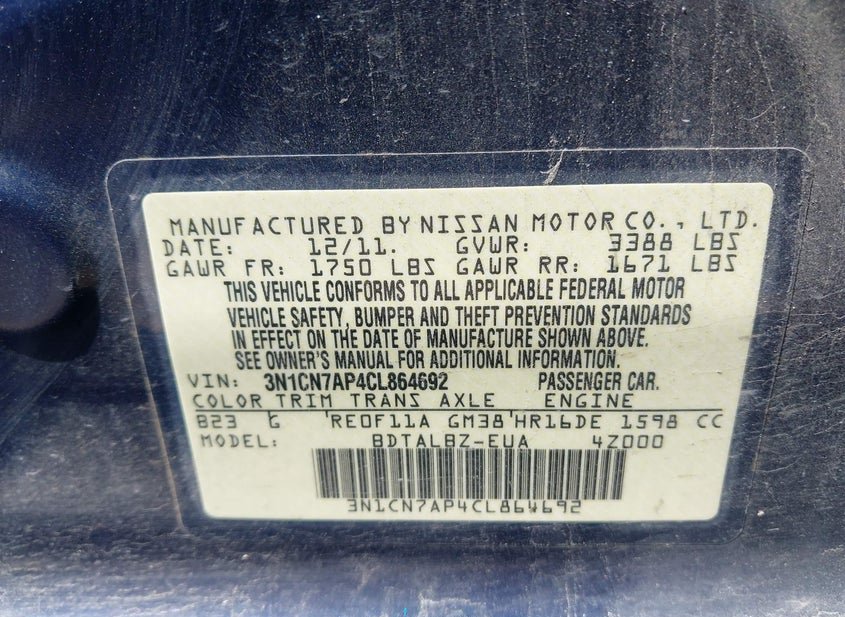 MANUFACTURED BY NISSAN MOTOR CO., LTD.
DATE: 12/11. GVWR: 3388 LBS
GAWR FR: 1750 LBS GAWR RR: 1671 LBS
THIS VEHICLE CONFORMS TO ALL APPLICABLE FEDERAL MOTOR
VEHICLE SAFETY, BUMPER AND THEFT PREVENTION STANDARDS
IN EFFECT ON THE DATE OF MANUFACTURE SHOWN ABOVE.
SEE OWNER'S MANUAL FOR ADDITIONAL INFORMATION.
VIN: 3N1CN7AP4CL864692 PASSENGER CAR.
COLOR TRIM TRANS AXLE ENGINE
B23 G RE0F11A GM38 HR16DE 1598 CC
MODEL: BDTALBZ-EUA 4Z000
3N1CN7AP4CL864692